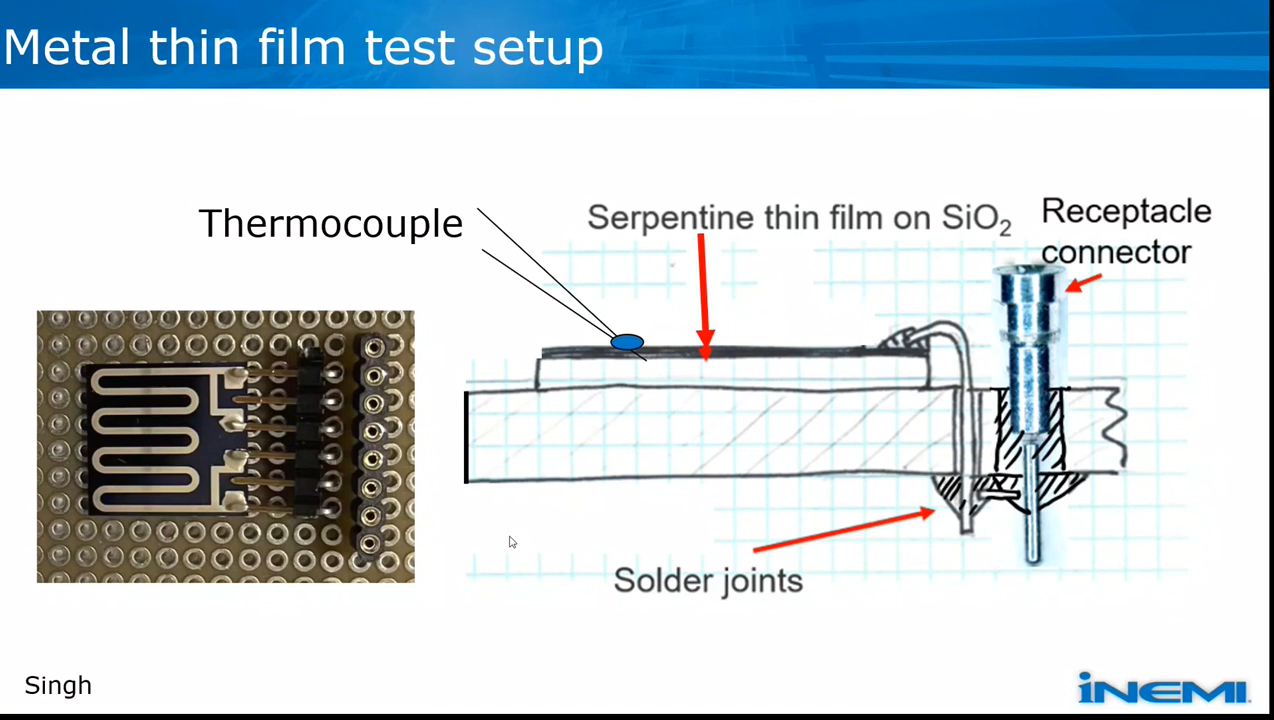 Metal thin film test setup
Thermocouple
Serpentine thin film on SiO₂
Receptacle
connector
Solder joints
Singh
iNEMI